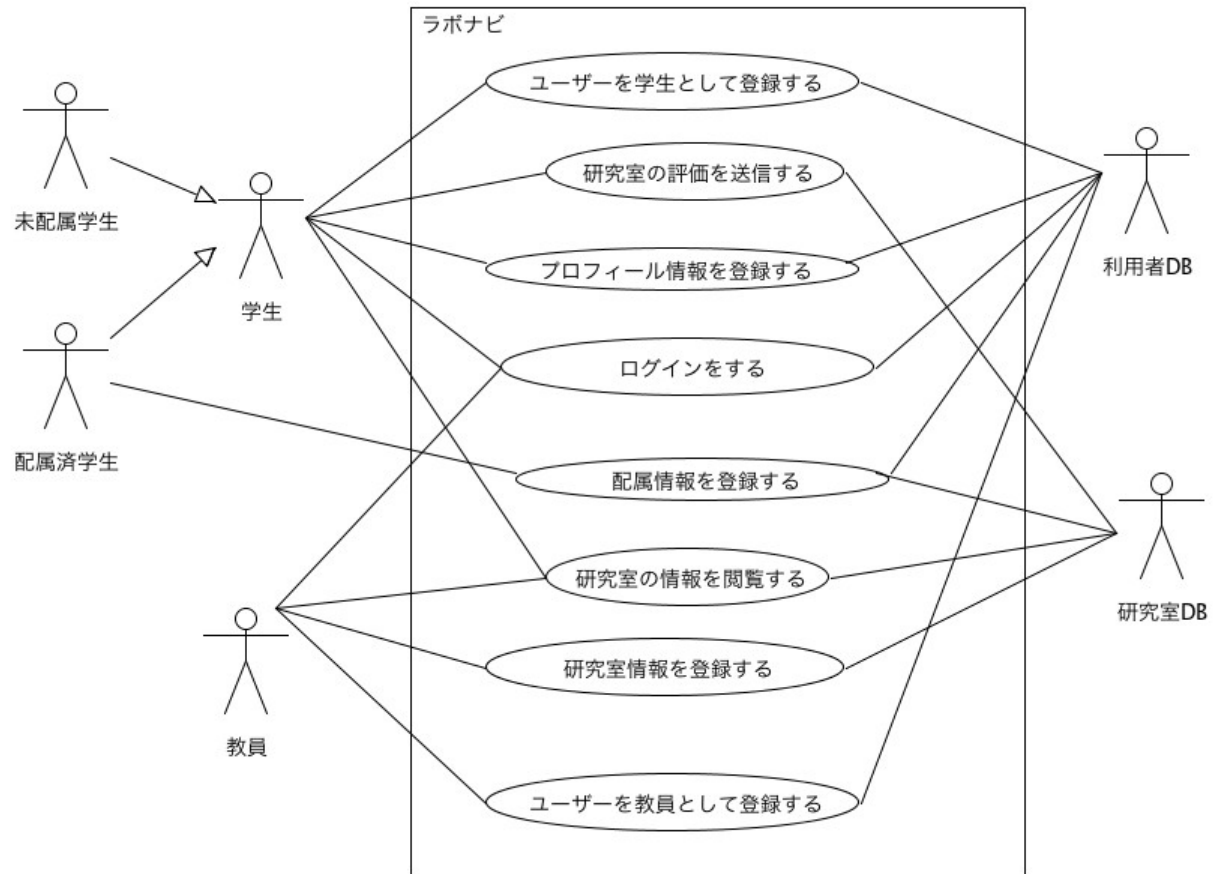 ラボナビ
ユーザーを学生として登録する
研究室の評価を送信する
未配属学生
プロフィール情報を登録する
利用者DB
学生
ログインをする
配属済学生
配属情報を登録する
研究室の情報を閲覧する
研究室DB
研究室情報を登録する
教員
ユーザーを教員として登録する